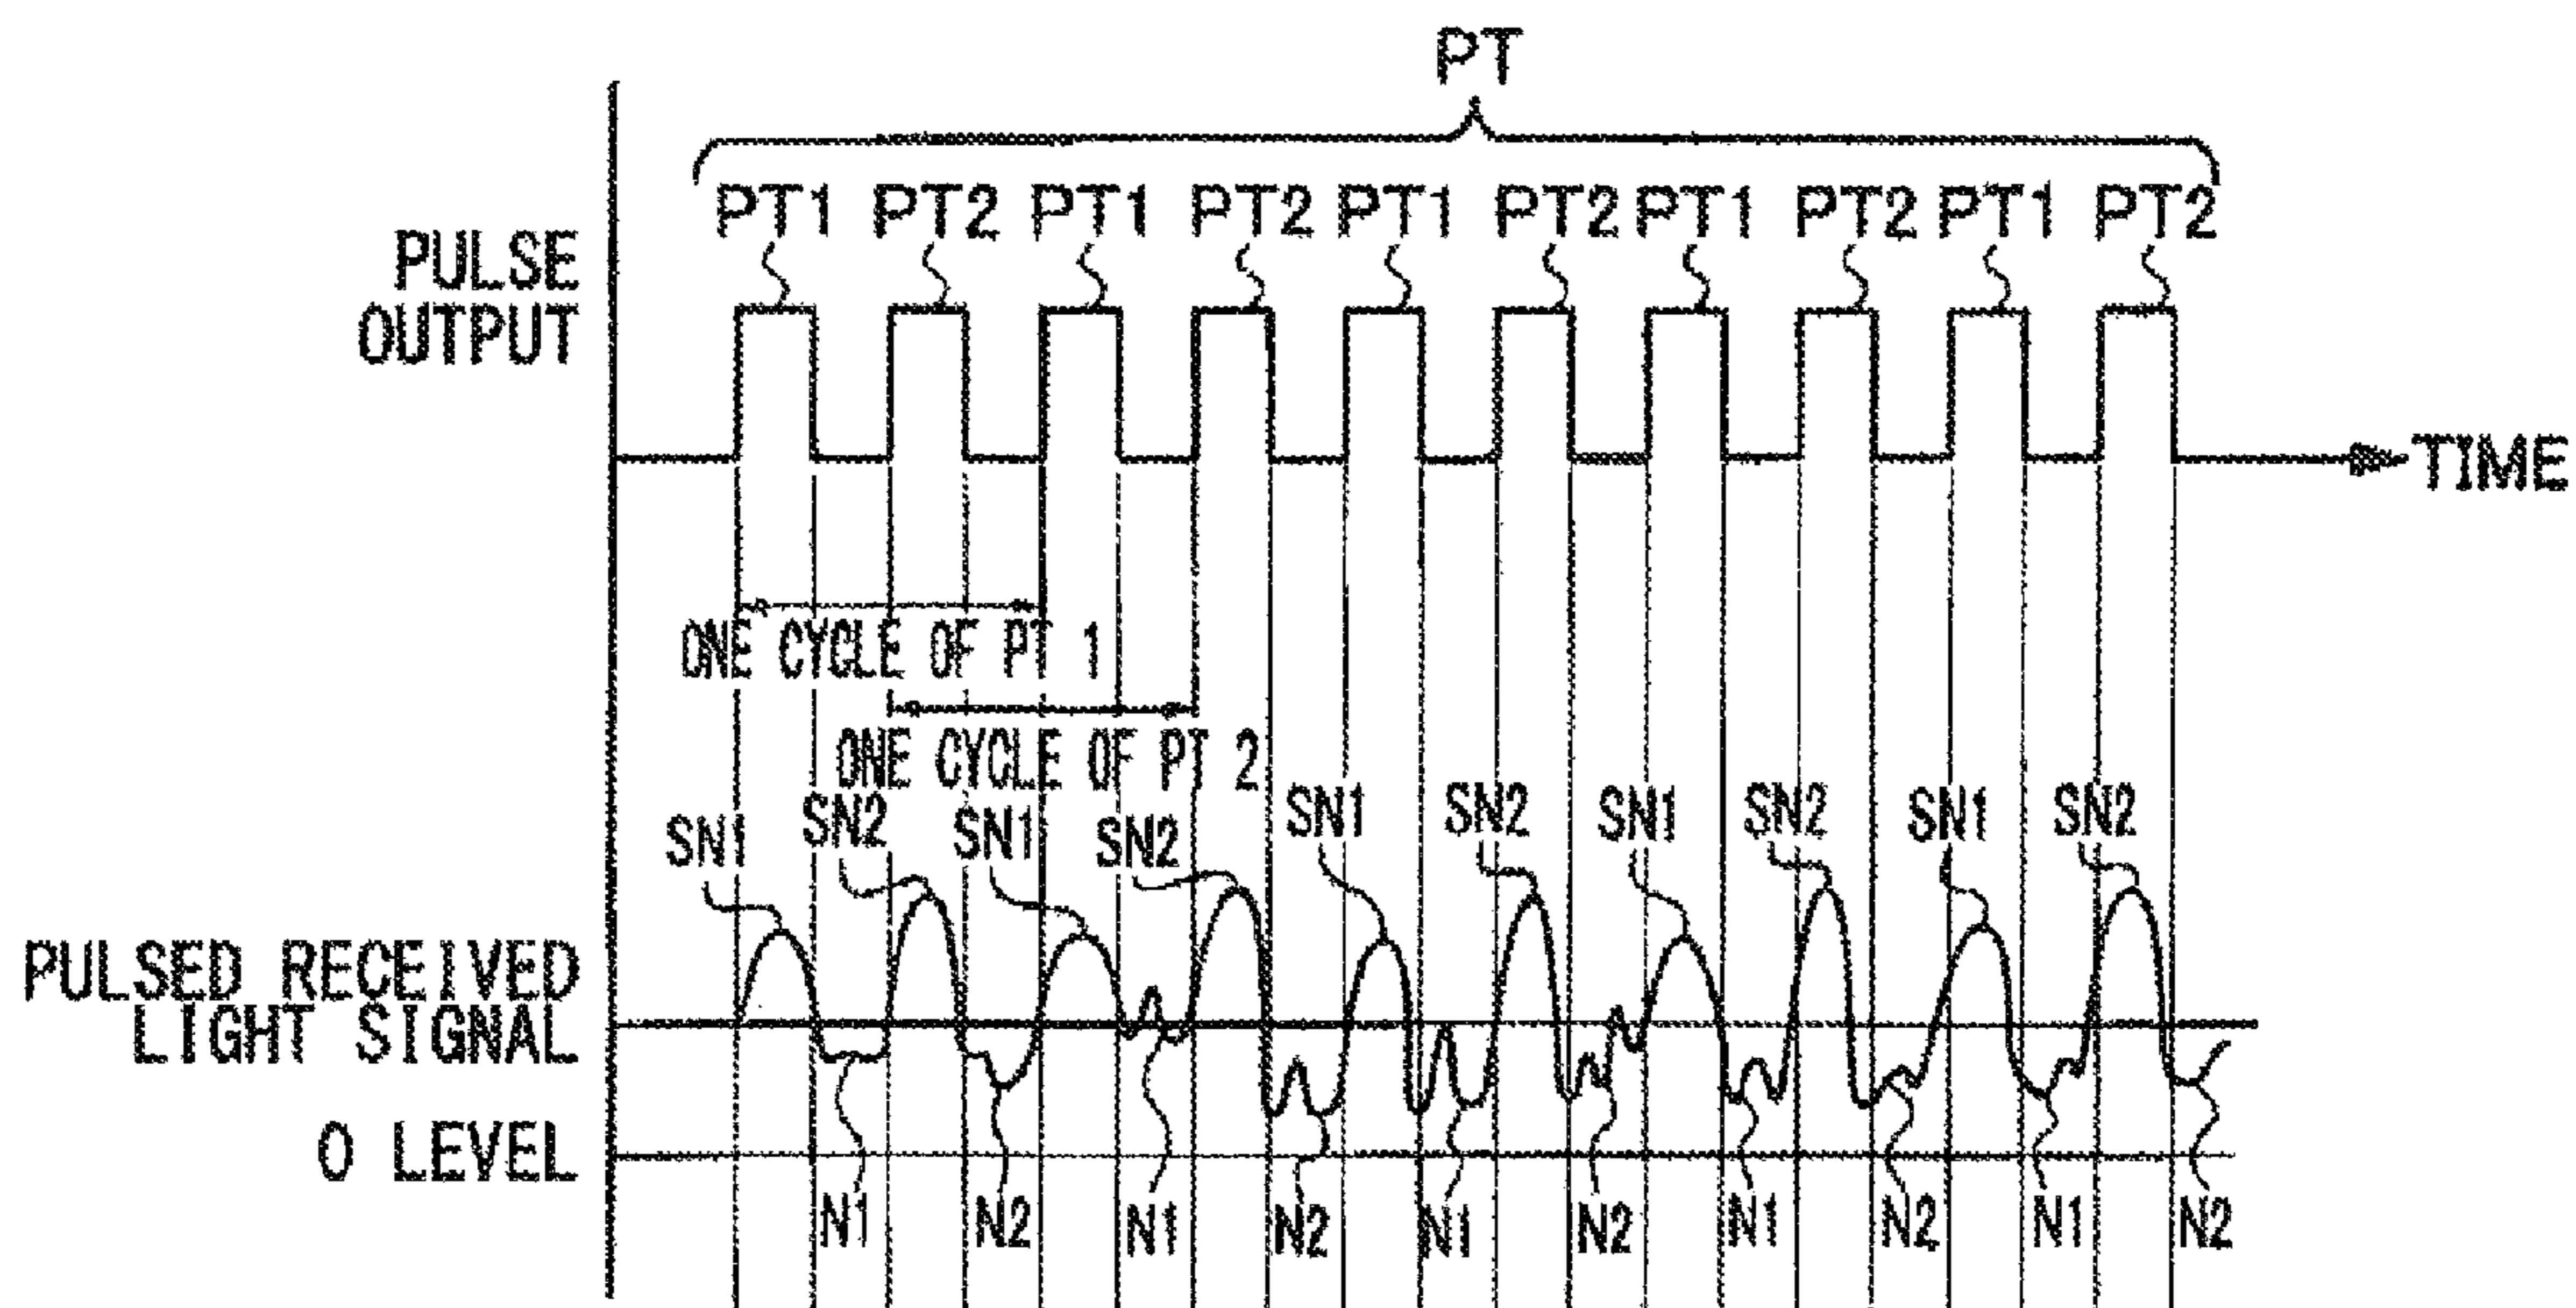 PT
PT1 PT2 PT1 PT2 PT1 PT2 PT1 PT2 PT1 PT2
PULSE
OUTPUT
TIME
ONE CYCLE OF PT 1
ONE CYCLE OF PT 2
SN1 SN2 SN1 SN2 SN1 SN2 SN1 SN2 SN1 SN2
PULSED RECEIVED
LIGHT SIGNAL
0 LEVEL
N1 N2 N1 N2 N1 N2 N1 N2 N1 N2